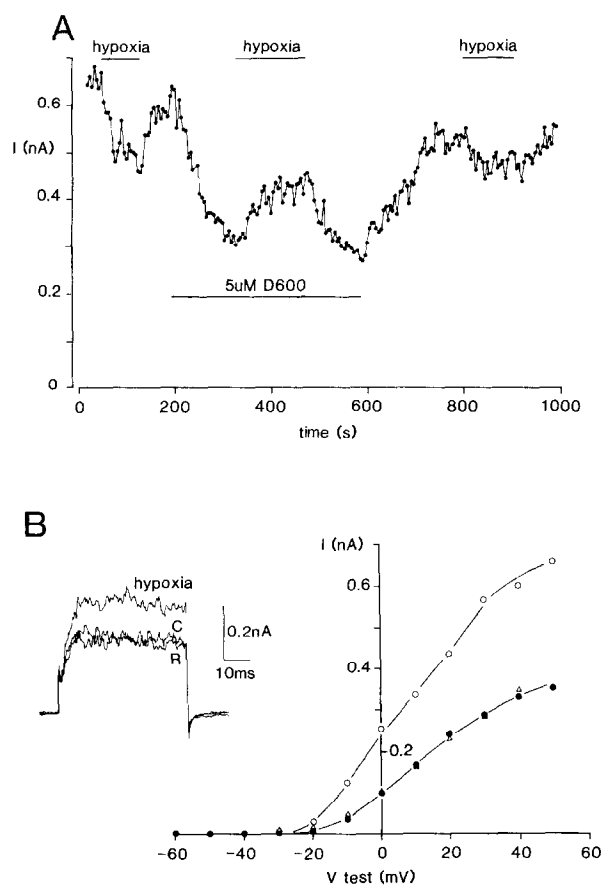 A
hypoxia hypoxia hypoxia
0.6
I (nA)
0.4
0.2
0
5uM D600
0 200 400 600 800 1000
time (s)
B
hypoxia
C
R
0.2nA
10ms
I (nA)
0.6
0.4
0.2
-60 -40 -20 0 20 40 60
V test (mV)